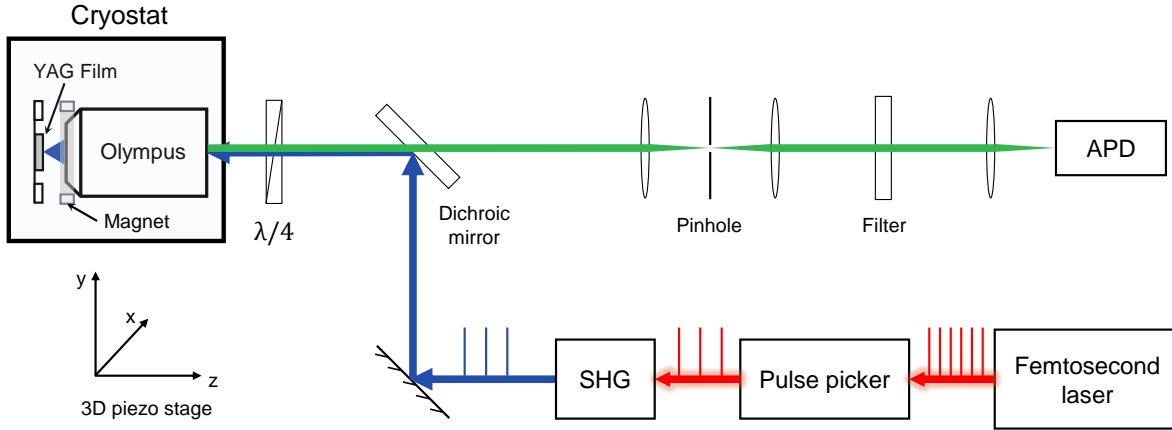 Cryostat
YAG Film
Olympus
Magnet
λ/4
Dichroic
mirror
Pinhole
Filter
APD
y
x
z
3D piezo stage
SHG
Pulse picker
Femtosecond
laser